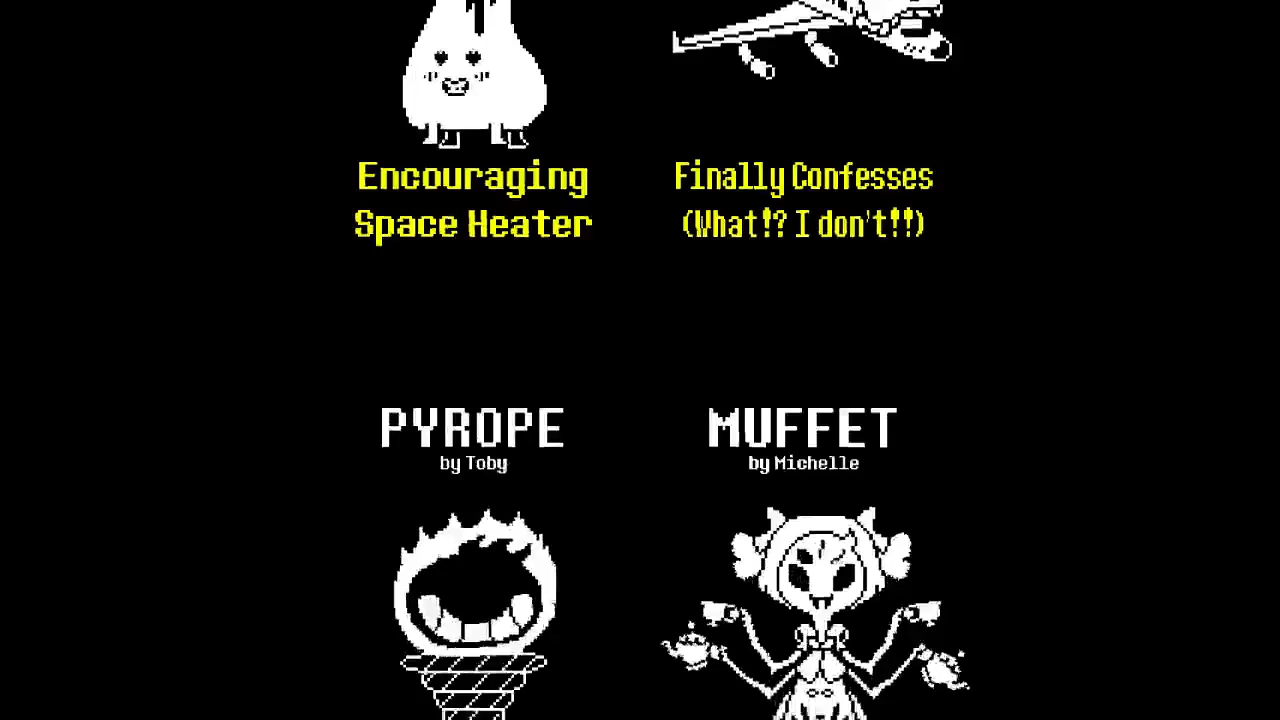 Encouraging
Space Heater
Finally Confesses
(What!? I don't!!)
PYROPE
by Toby
MUFFET
by Michelle